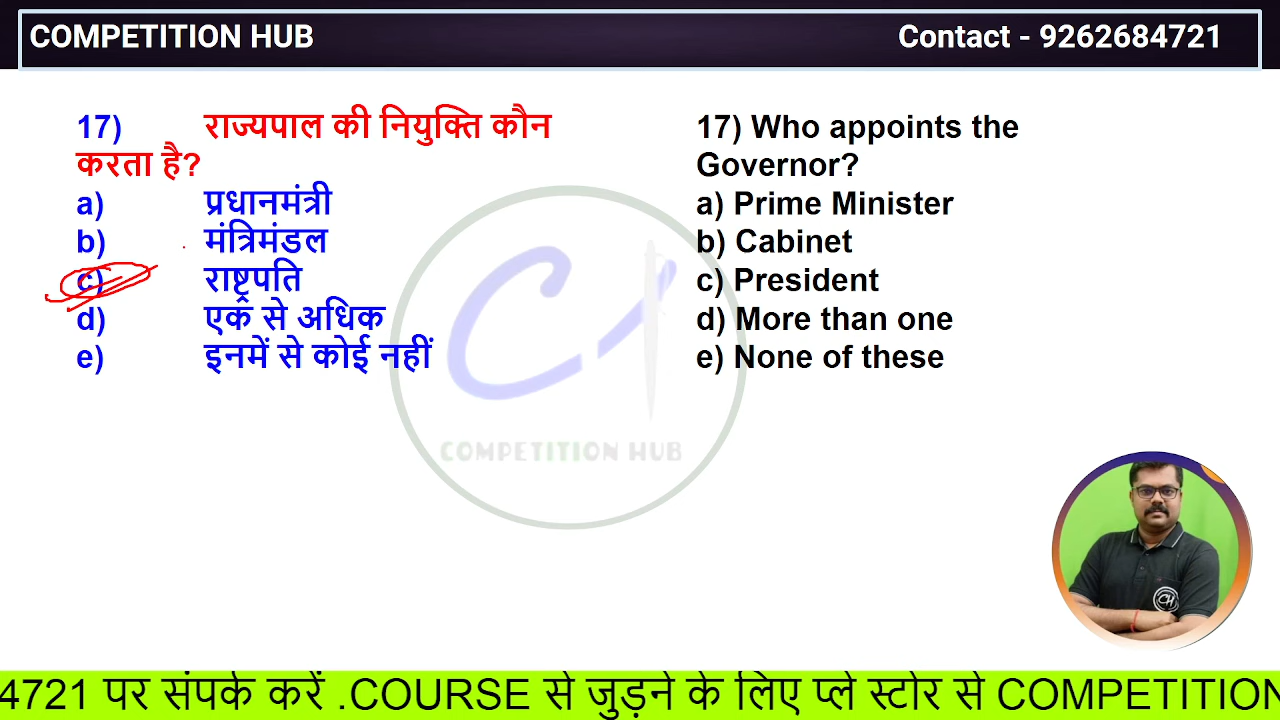 COMPETITION HUB
Contact - 9262684721
17) राज्यपाल की नियुक्ति कौन
करता है?
a) प्रधानमंत्री
b) मंत्रिमंडल
c) राष्ट्रपति
d) एक से अधिक
e) इनमें से कोई नहीं
17) Who appoints the
Governor?
a) Prime Minister
b) Cabinet
c) President
d) More than one
e) None of these
COMPETITION HUB
CH
4721 पर संपर्क करें .COURSE से जुड़ने के लिए प्ले स्टोर से COMPETITION